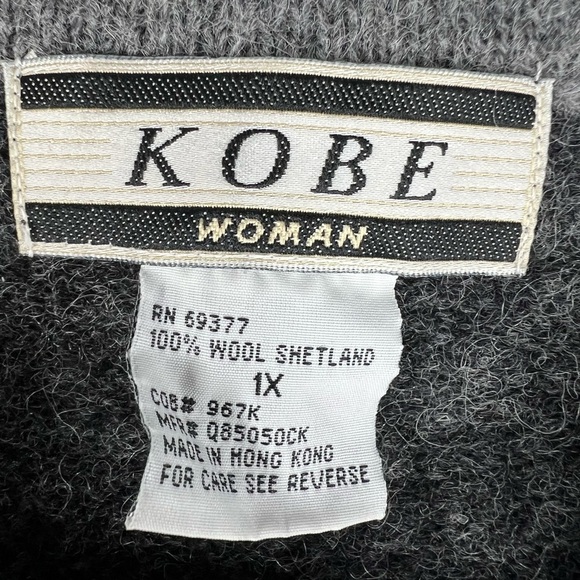 KOBE
WOMAN
RN 69377
100% WOOL SHETLAND
1X
COB# 967K
MFR# Q85050CK
MADE IN HONG KONG
FOR CARE SEE REVERSE